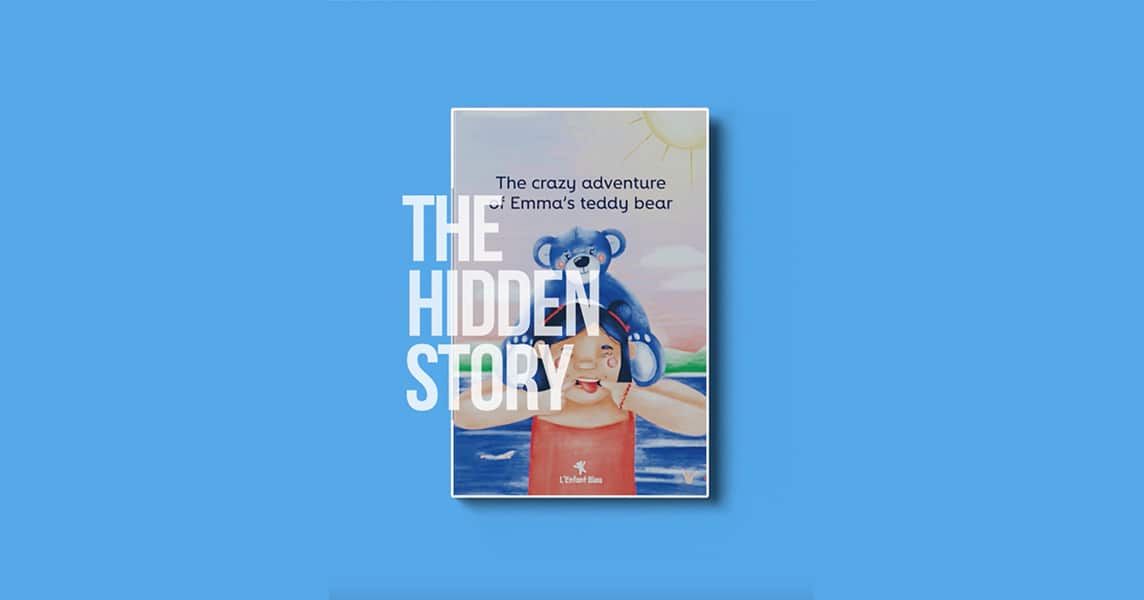 The crazy adventure
of Emma's teddy bear
THE
HIDDEN
STORY
L'Enfant Bleu